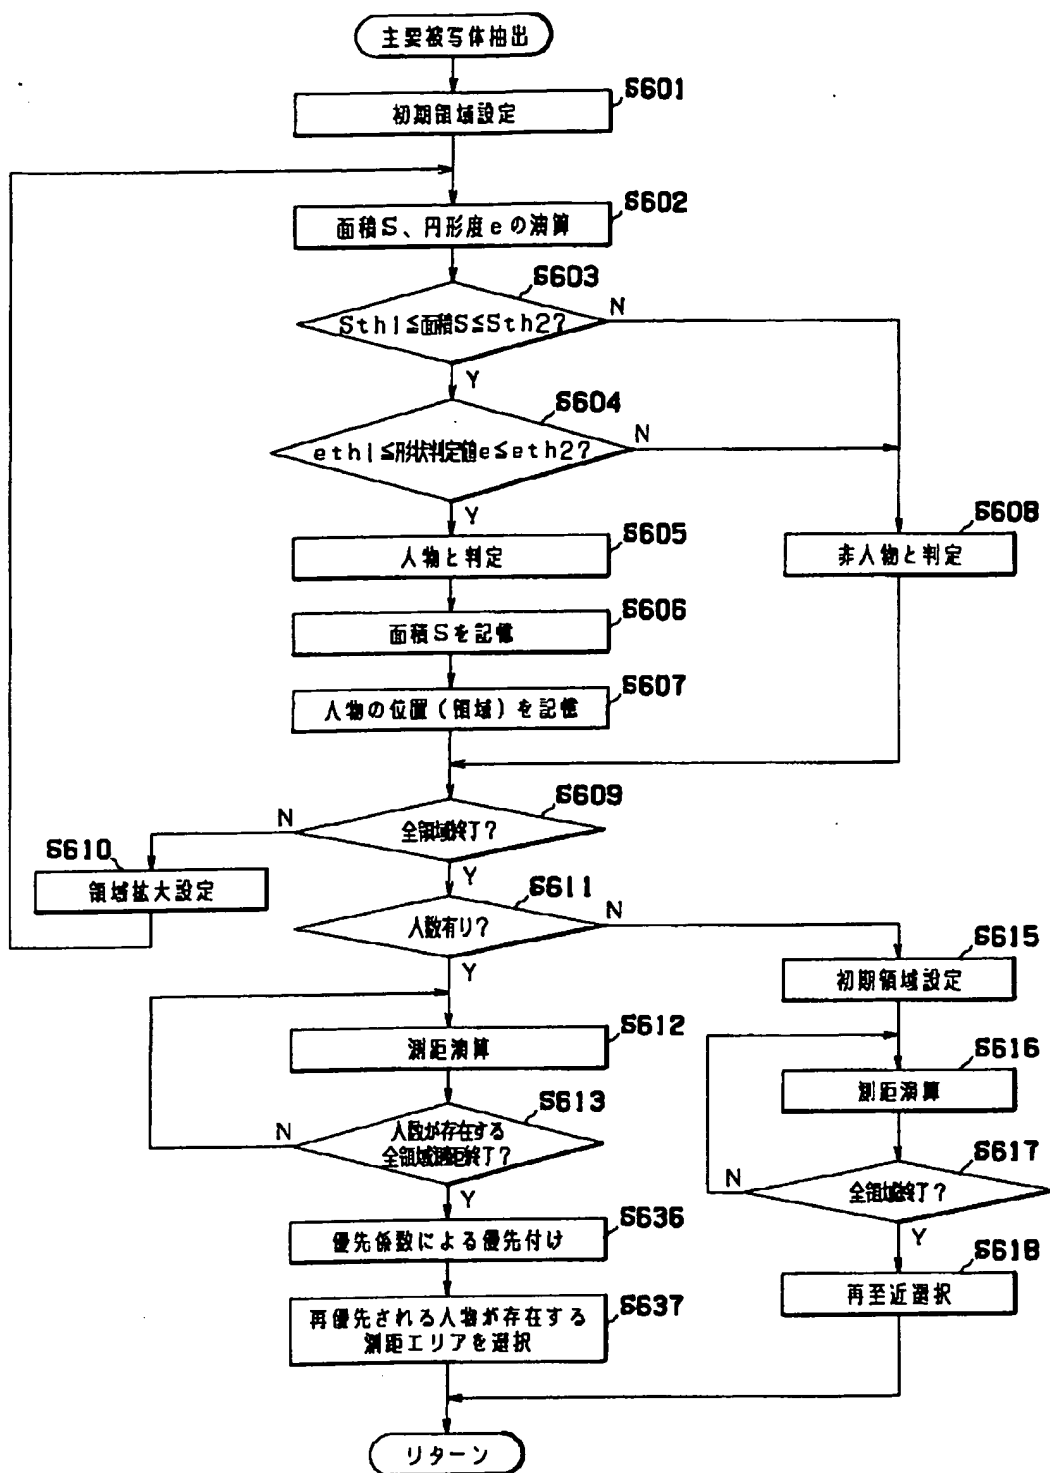 主要被写体抽出
S601
初期領域設定
S602
面積S、円形度eの演算
S603
Sth1≦面積S≦Sth2?
N
Y
S604
eth1≦形状判定値e≦eth2?
N
Y
S605
人物と判定
S608
非人物と判定
S606
面積Sを記憶
S607
人物の位置(領域)を記憶
S609
全領域終了?
N
Y
S610
領域拡大設定
S611
人数有り?
N
Y
S615
初期領域設定
S612
測距演算
S616
測距演算
S613
人数が存在する
全領域測距終了?
N
Y
S617
全領域終了?
N
Y
S636
優先係数による優先付け
S618
再至近選択
S637
再優先される人物が存在する
測距エリアを選択
リターン